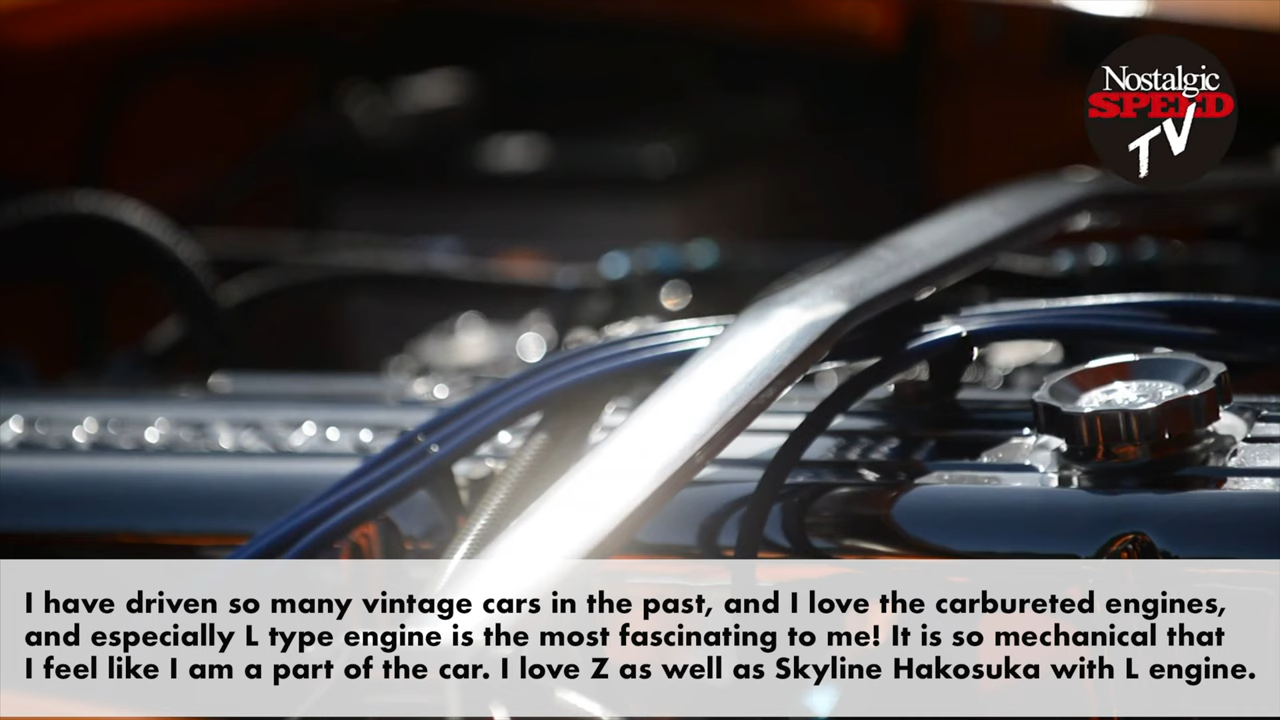 Nostalgic
SPEED
TV
I have driven so many vintage cars in the past, and I love the carbureted engines,
and especially L type engine is the most fascinating to me! It is so mechanical that
I feel like I am a part of the car. I love Z as well as Skyline Hakosuka with L engine.